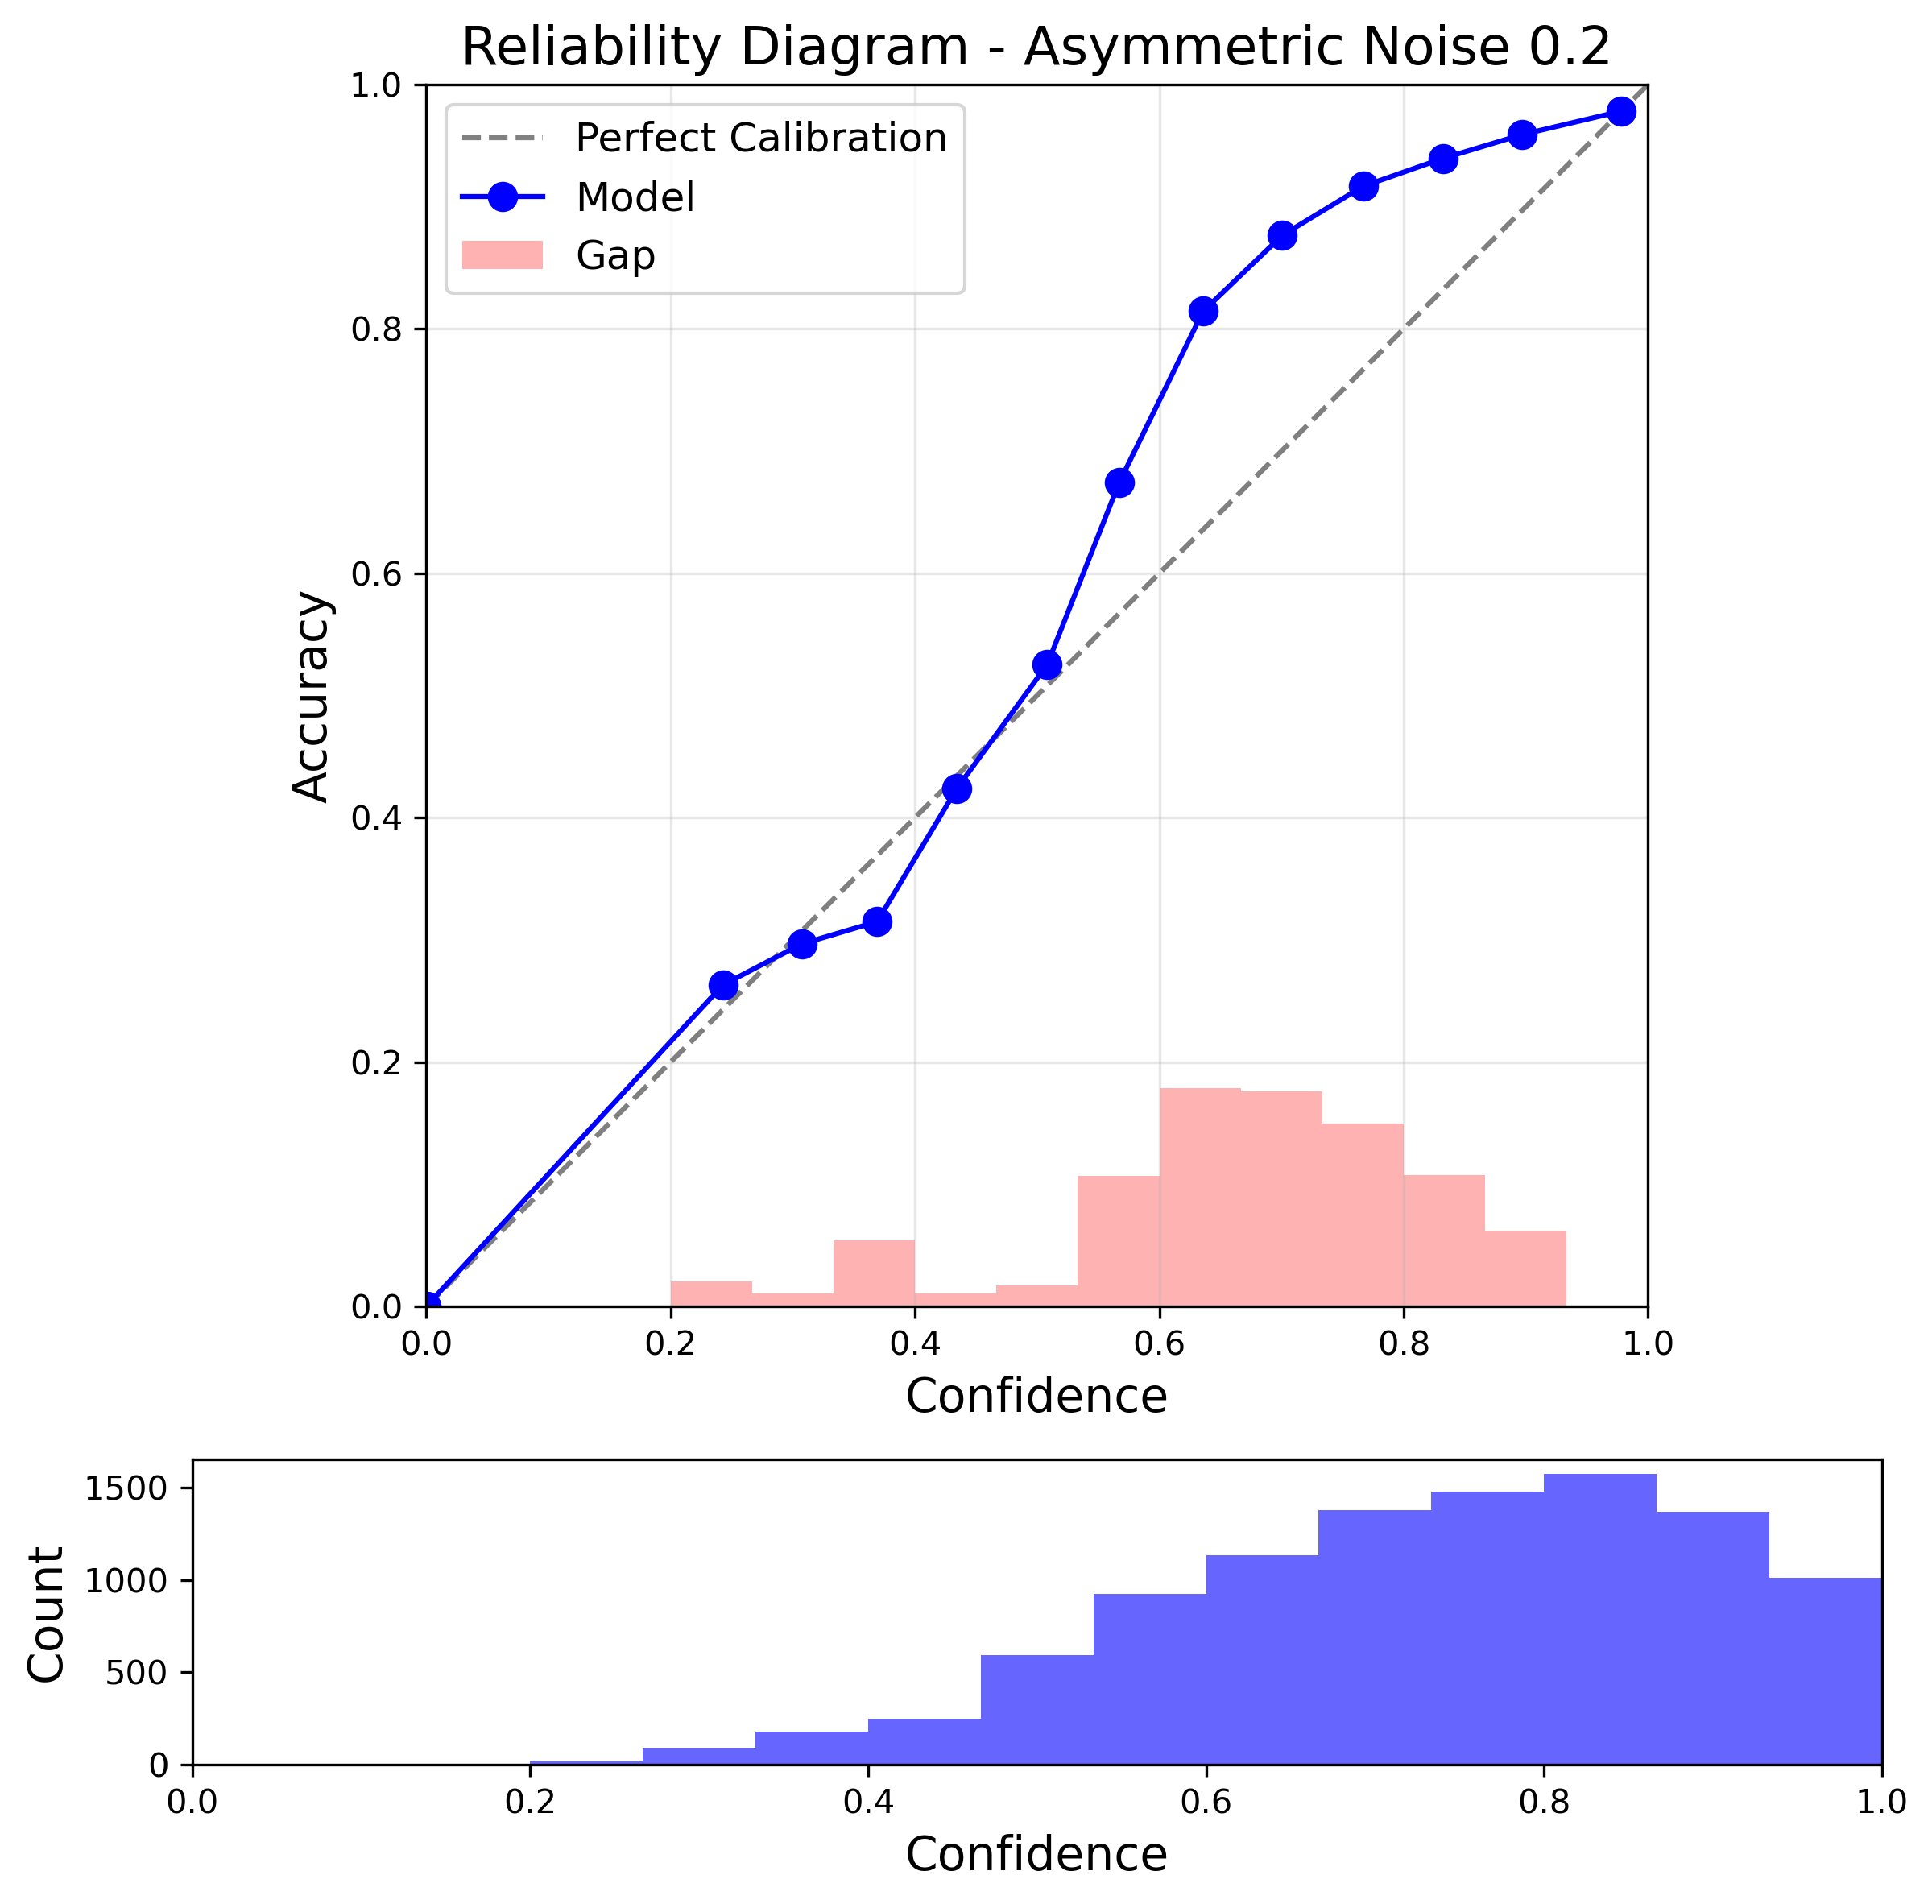 Reliability Diagram - Asymmetric Noise 0.2
Perfect Calibration
Model
Gap
Accuracy
1.0
0.8
0.6
0.4
0.2
0.0
0.0 0.2 0.4 0.6 0.8 1.0
Confidence
Count
1500
1000
500
0
0.0 0.2 0.4 0.6 0.8 1.0
Confidence